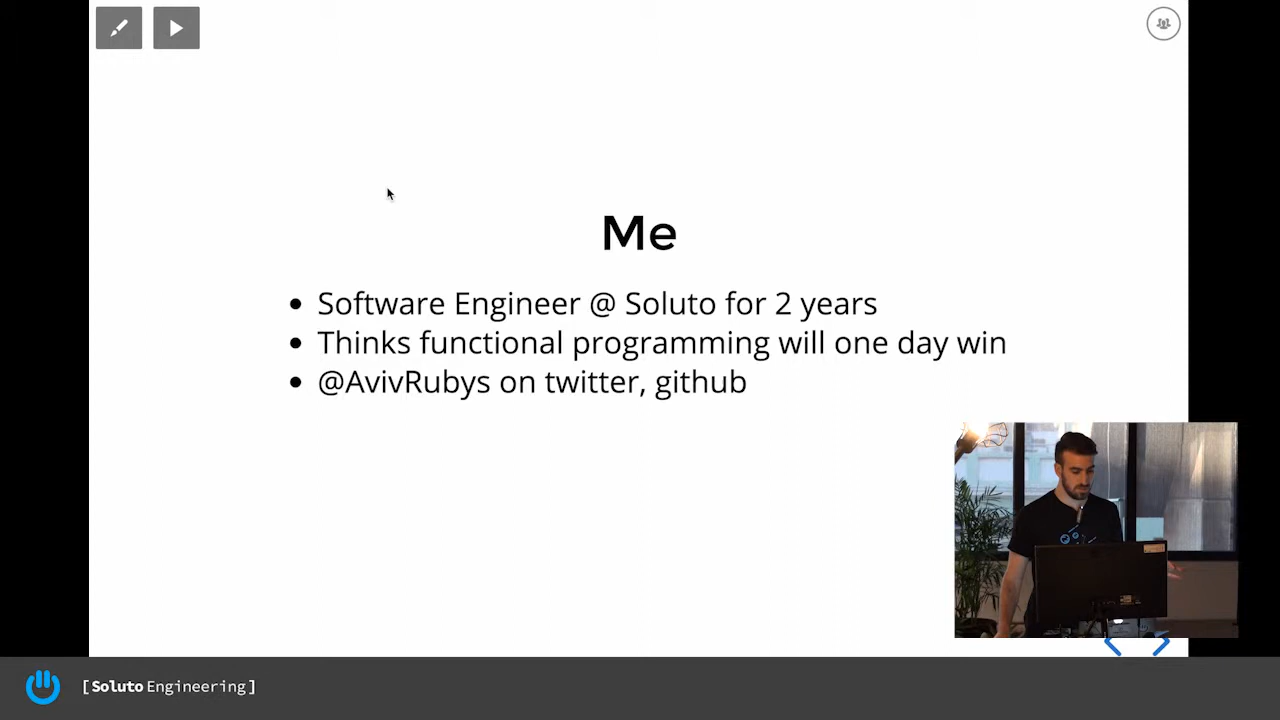 Me
Software Engineer @ Soluto for 2 years
Thinks functional programming will one day win
@AvivRubys on twitter, github
[Soluto Engineering]